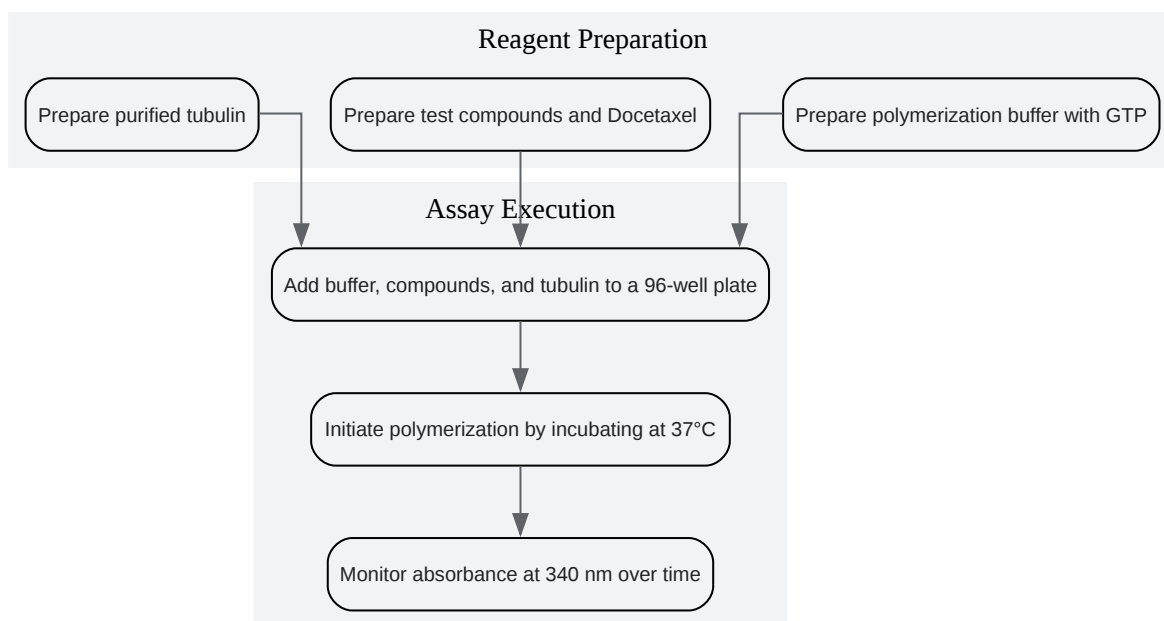 Reagent Preparation
Prepare purified tubulin
Prepare test compounds and Docetaxel
Prepare polymerization buffer with GTP
Assay Execution
Add buffer, compounds, and tubulin to a 96-well plate
Initiate polymerization by incubating at 37°C
Monitor absorbance at 340 nm over time